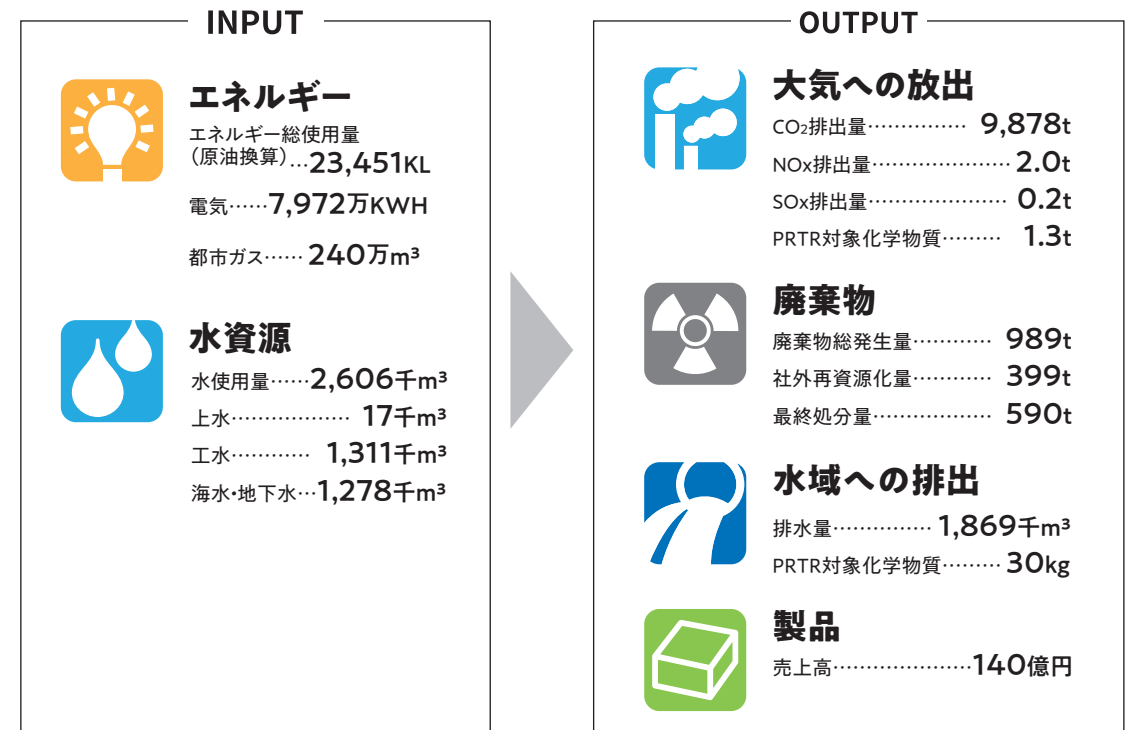 INPUT
エネルギー
エネルギー総使用量
（原油換算）…23,451KL
電気……7,972万KWH
都市ガス……240万m³
水資源
水使用量……2,606千m³
上水………………17千m³
工水…………1,311千m³
海水・地下水…1,278千m³
OUTPUT
大気への放出
CO₂排出量……………9,878t
NOx排出量…………………2.0t
SOx排出量…………………0.2t
PRTR対象化学物質………1.3t
廃棄物
廃棄物総発生量…………989t
社外再資源化量…………399t
最終処分量………………590t
水域への排出
排水量……………1,869千m³
PRTR対象化学物質………30kg
製品
売上高…………………140億円